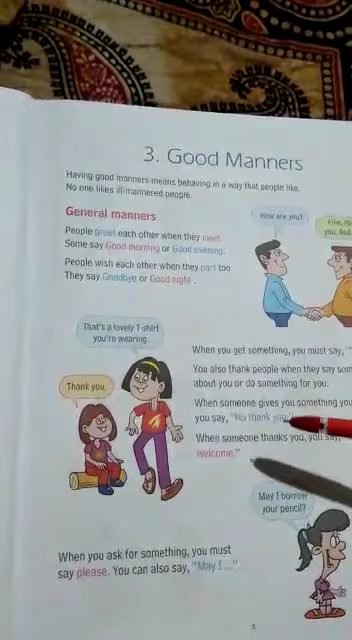 3. Good Manners
Having good manners means behaving in a way that people like.
No one likes ill-mannered people.
General manners
People greet each other when they meet.
Some say Good morning or Good evening.
People wish each other when they part too.
They say Goodbye or Good night.
How are you?
Fine,
you.
That's a lovely T-shirt
you're wearing.
Thank you.
When you get something, you must say,
You also thank people when they say
about you or do something for you.
When someone gives you something
you say, "No thank you."
When someone thanks you, you say,
welcome."
May I borrow
your pencil?
When you ask for something, you must
say please. You can also say, "May I ...".